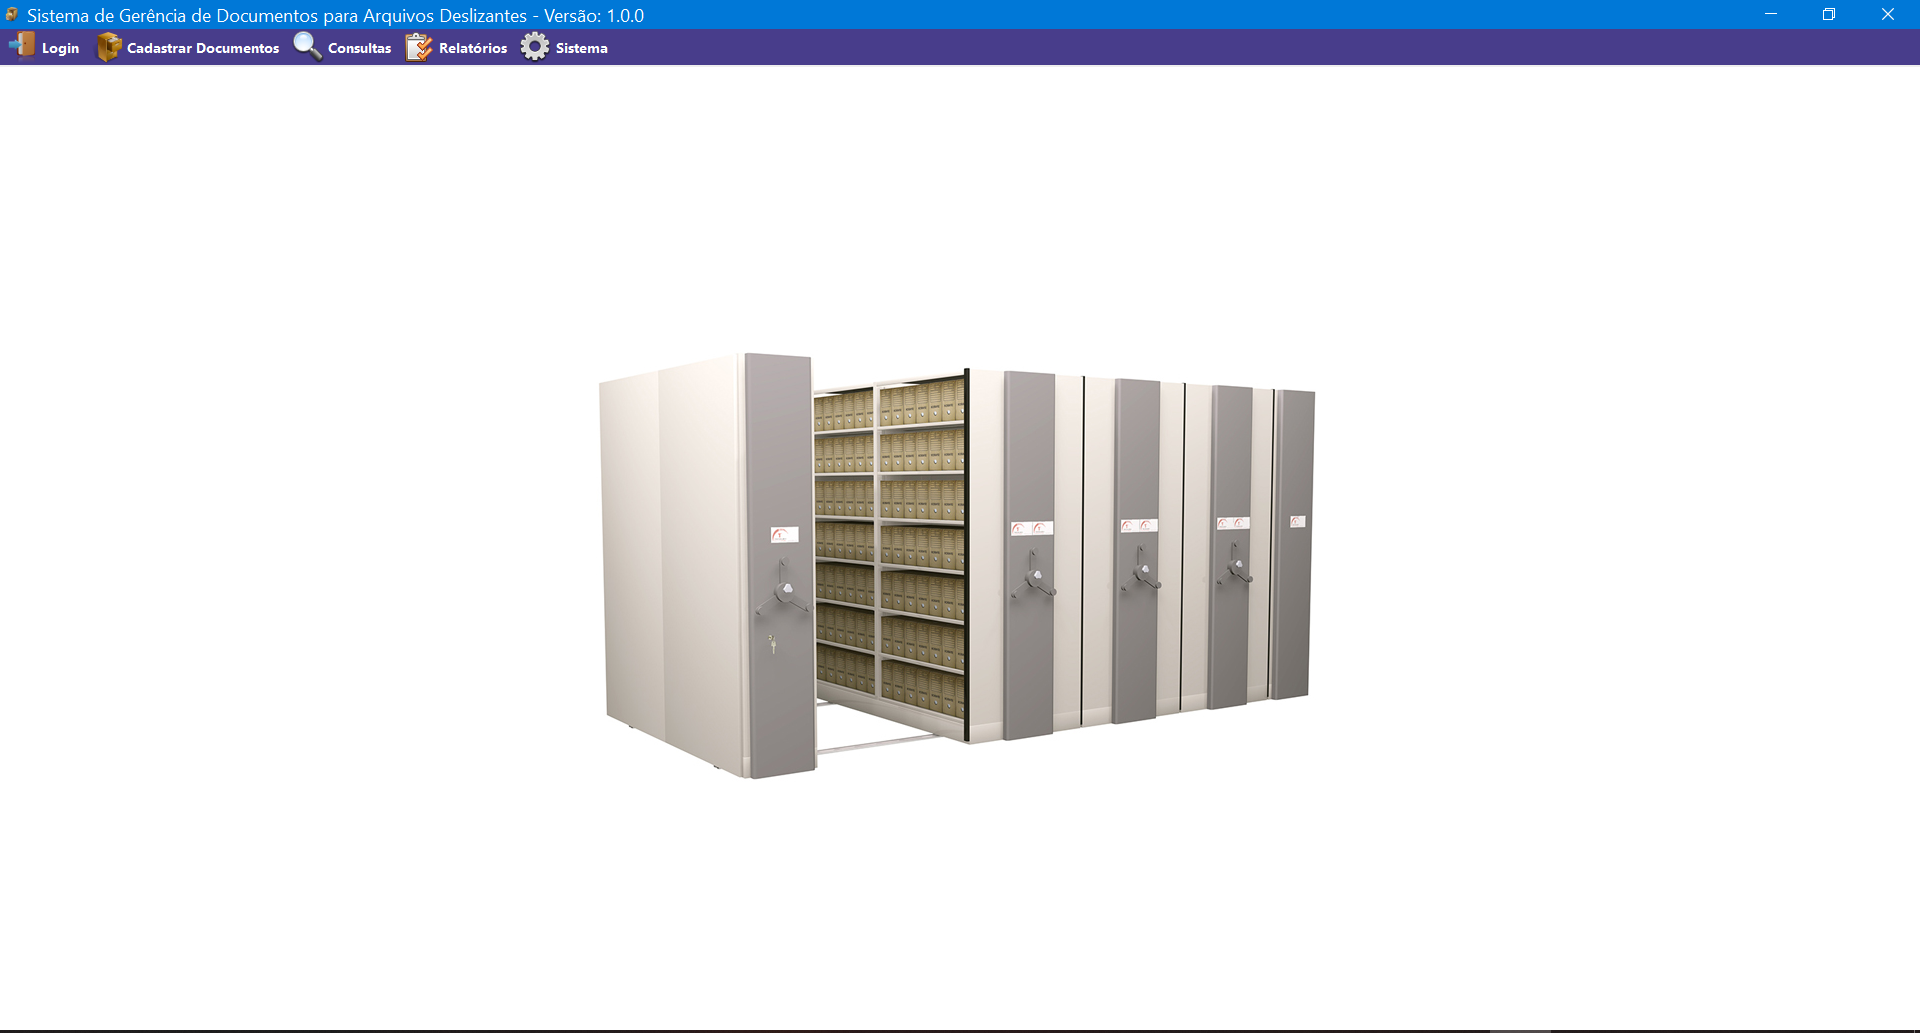 Sistema de Gerência de Documentos para Arquivos Deslizantes - Versão: 1.0.0
Login Cadastrar Documentos Consultas Relatórios Sistema